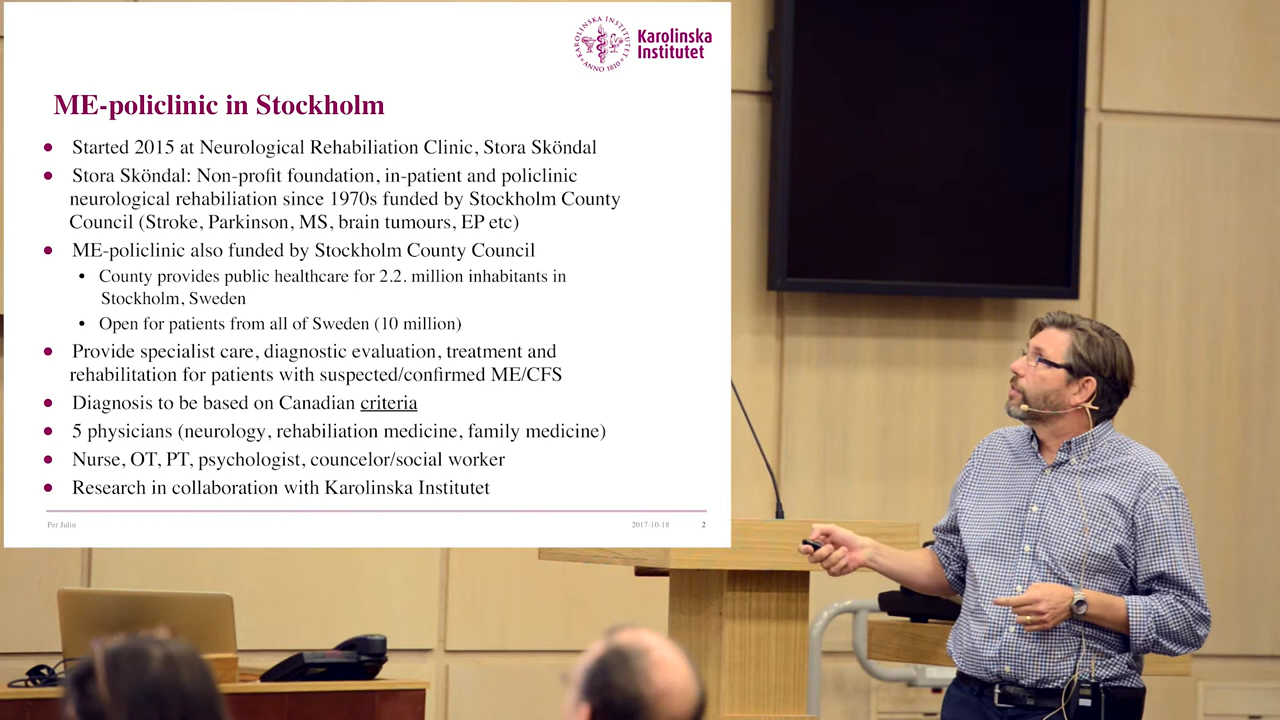 KAROLINSKA INSTITUTET
ANNO 1810
Karolinska
Institutet
ME-policlinic in Stockholm
• Started 2015 at Neurological Rehabiliation Clinic, Stora Sköndal
• Stora Sköndal: Non-profit foundation, in-patient and policlinic
neurological rehabiliation since 1970s funded by Stockholm County
Council (Stroke, Parkinson, MS, brain tumours, EP etc)
• ME-policlinic also funded by Stockholm County Council
• County provides public healthcare for 2.2. million inhabitants in
Stockholm, Sweden
• Open for patients from all of Sweden (10 million)
• Provide specialist care, diagnostic evaluation, treatment and
rehabilitation for patients with suspected/confirmed ME/CFS
• Diagnosis to be based on Canadian criteria
• 5 physicians (neurology, rehabiliation medicine, family medicine)
• Nurse, OT, PT, psychologist, councelor/social worker
• Research in collaboration with Karolinska Institutet
Per Julin 2017-10-18 2